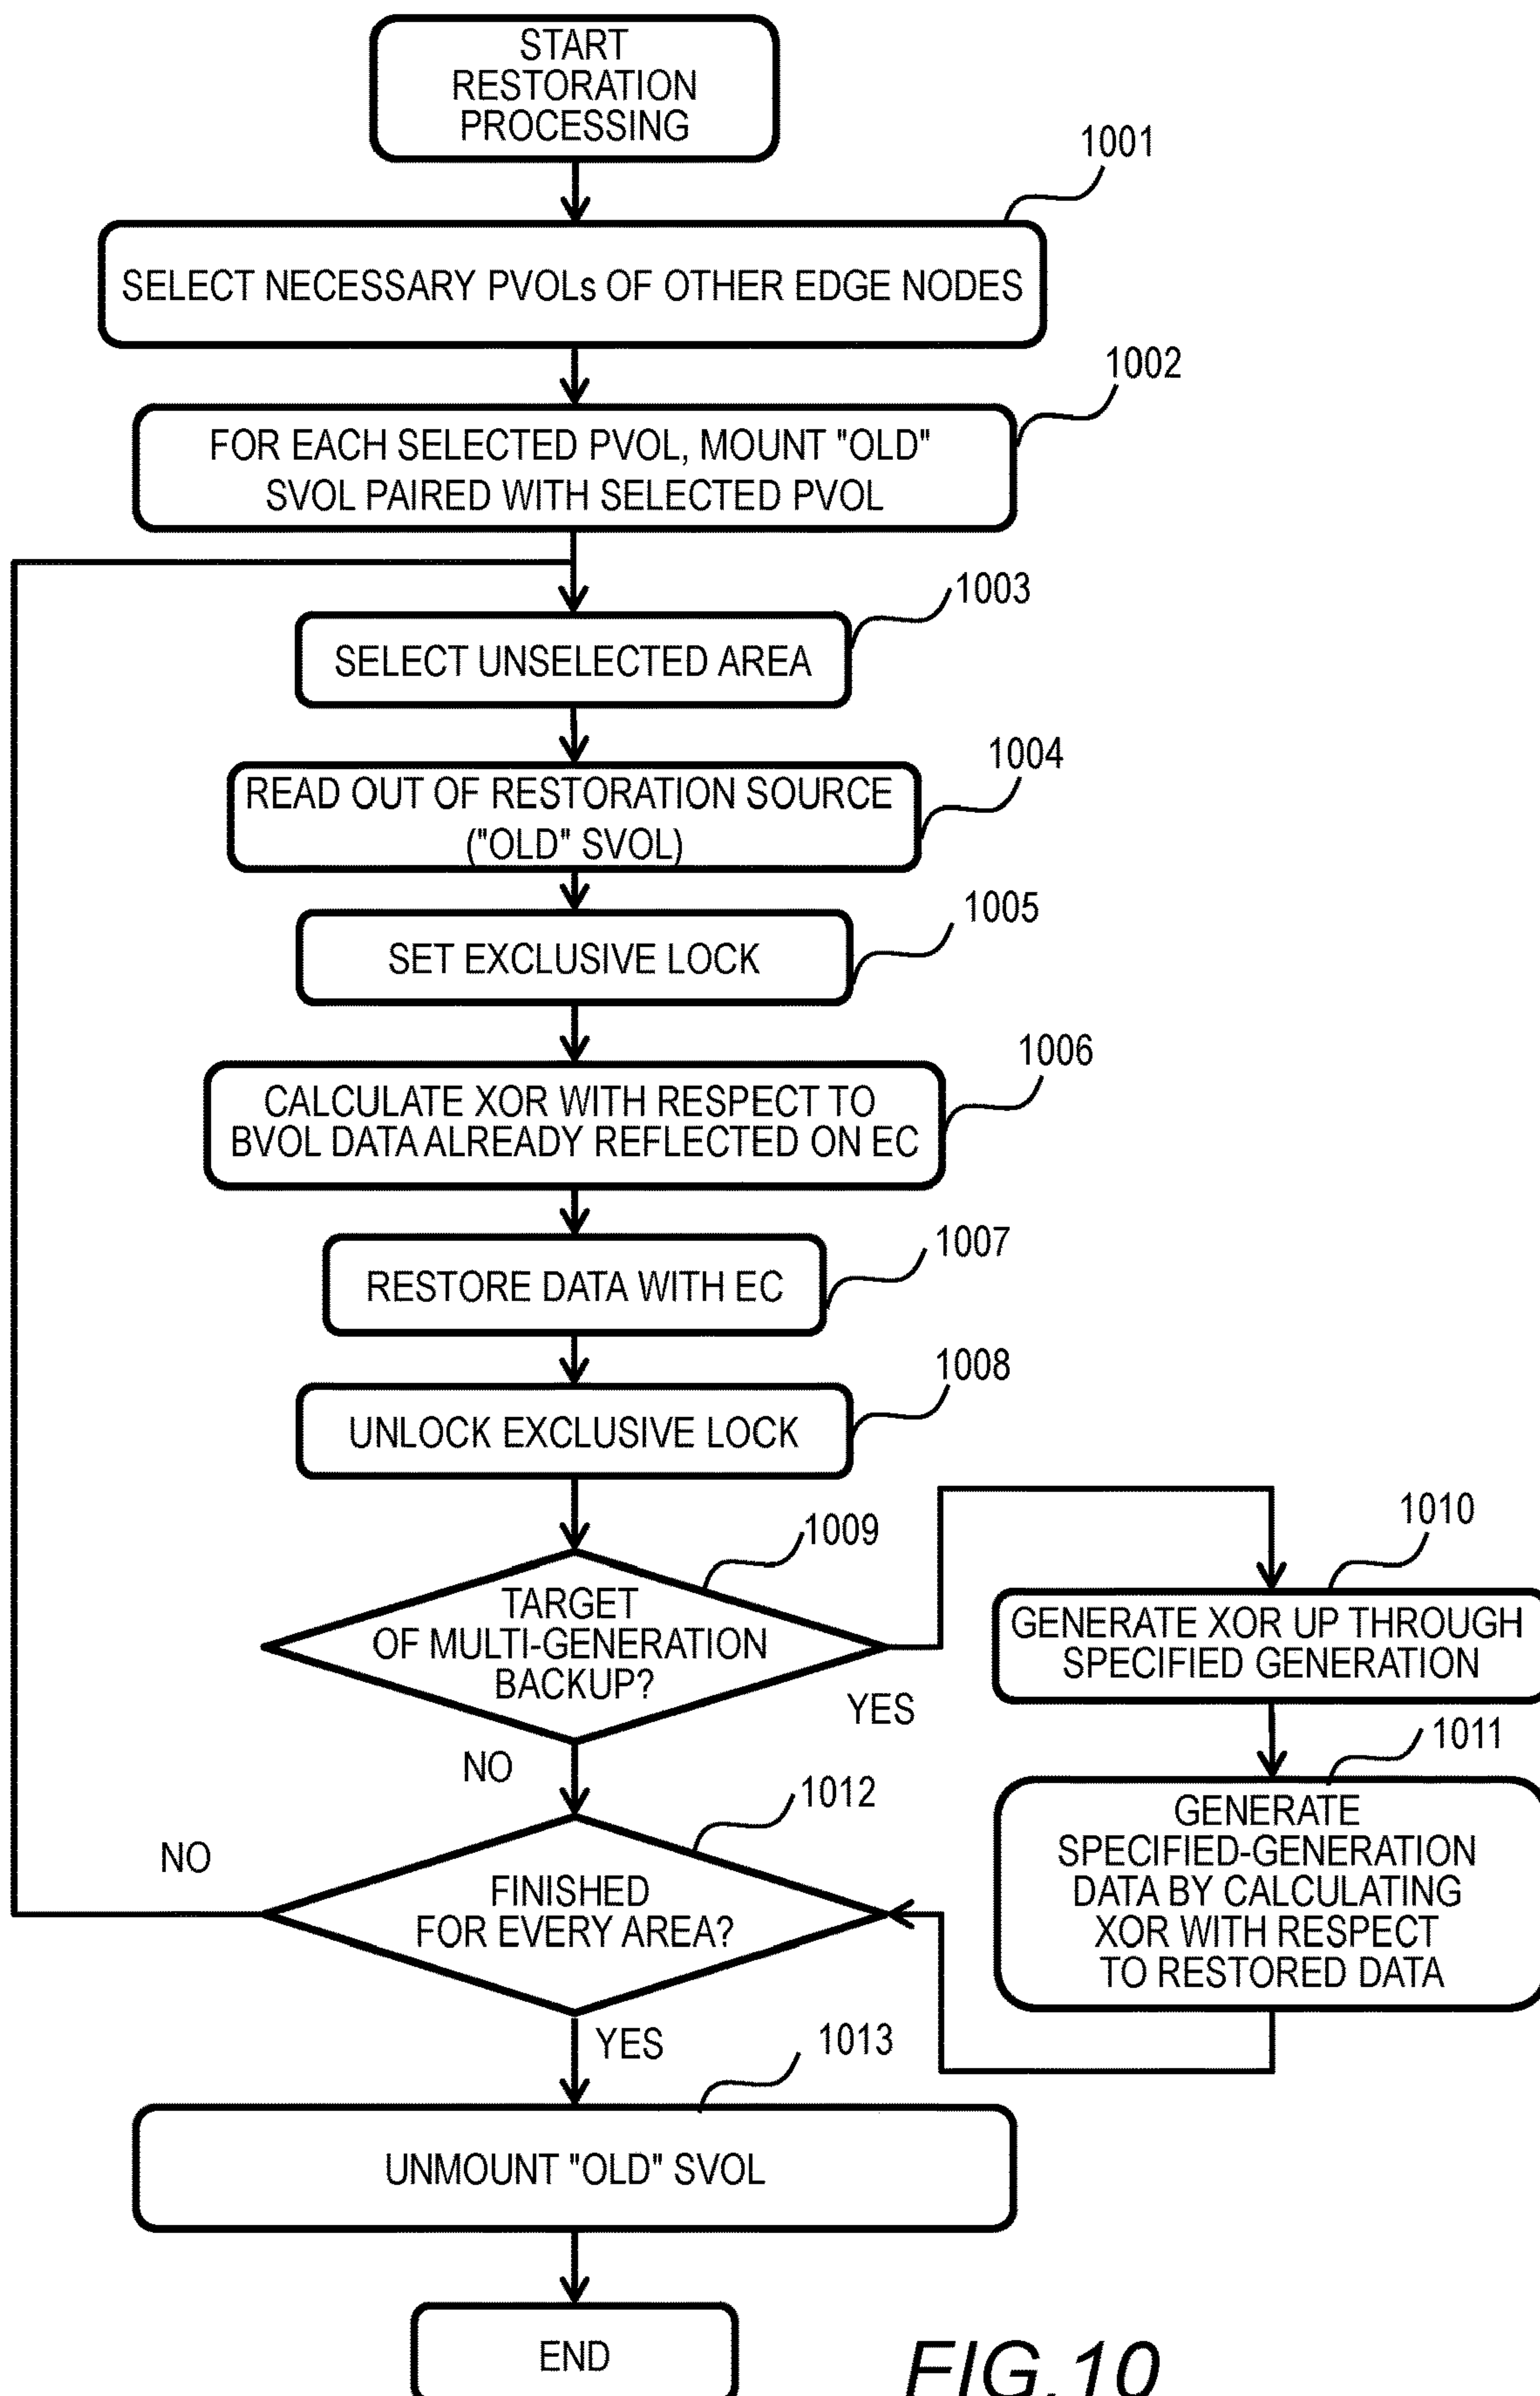 START
RESTORATION
PROCESSING
1001
SELECT NECESSARY PVOLs OF OTHER EDGE NODES
1002
FOR EACH SELECTED PVOL, MOUNT "OLD"
SVOL PAIRED WITH SELECTED PVOL
1003
SELECT UNSELECTED AREA
1004
READ OUT OF RESTORATION SOURCE
("OLD" SVOL)
1005
SET EXCLUSIVE LOCK
1006
CALCULATE XOR WITH RESPECT TO
BVOL DATA ALREADY REFLECTED ON EC
1007
RESTORE DATA WITH EC
1008
UNLOCK EXCLUSIVE LOCK
1009
TARGET
OF MULTI-GENERATION
BACKUP?
YES
NO
1010
GENERATE XOR UP THROUGH
SPECIFIED GENERATION
1011
GENERATE
SPECIFIED-GENERATION
DATA BY CALCULATING
XOR WITH RESPECT
TO RESTORED DATA
1012
NO
FINISHED
FOR EVERY AREA?
YES
1013
UNMOUNT "OLD" SVOL
END
FIG.10